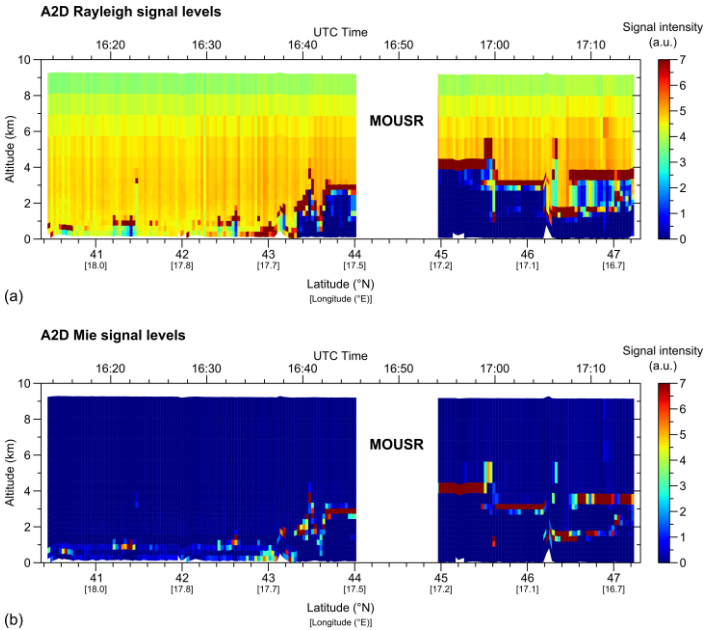 A2D Rayleigh signal levels
UTC Time
Signal intensity
(a.u.)
16:20 16:30 16:40 16:50 17:00 17:10
10
8
6
4
2
0
Altitude (km)
MOUSR
7
6
5
4
3
2
1
0
41 42 43 44 45 46 47
[18.0] [17.8] [17.7] [17.5] [17.2] [17.1] [16.7]
Latitude (°N)
[Longitude (°E)]
(a)
A2D Mie signal levels
UTC Time
Signal intensity
(a.u.)
16:20 16:30 16:40 16:50 17:00 17:10
10
8
6
4
2
0
Altitude (km)
MOUSR
7
6
5
4
3
2
1
0
41 42 43 44 45 46 47
[18.0] [17.8] [17.7] [17.5] [17.2] [17.1] [16.7]
Latitude (°N)
[Longitude (°E)]
(b)